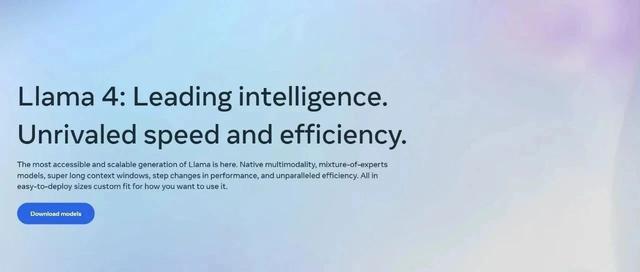 Llama 4: Leading intelligence.
Unrivaled speed and efficiency.
The most accessible and scalable generation of Llama is here. Native multimodality, mixture-of-experts
models, super long context windows, step changes in performance, and unparalleled efficiency. All in
easy-to-deploy sizes custom fit for how you want to use it.
Download models